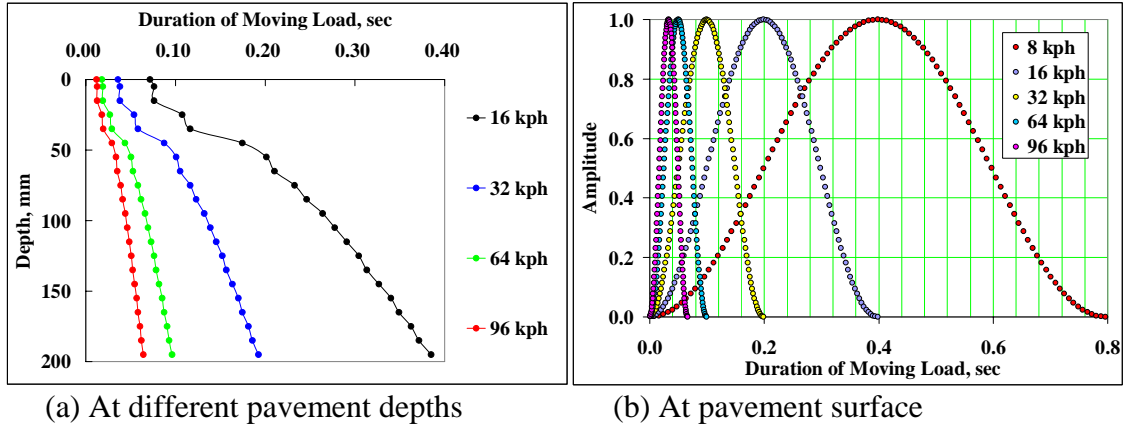 Duration of Moving Load, sec
0.00 0.10 0.20 0.30 0.40
0
50
100
150
200
Depth, mm
16 kph
32 kph
64 kph
96 kph
(a) At different pavement depths
1.0
0.8
0.6
0.4
0.2
0.0
Amplitude
8 kph
16 kph
32 kph
64 kph
96 kph
0.0 0.2 0.4 0.6 0.8
Duration of Moving Load, sec
(b) At pavement surface